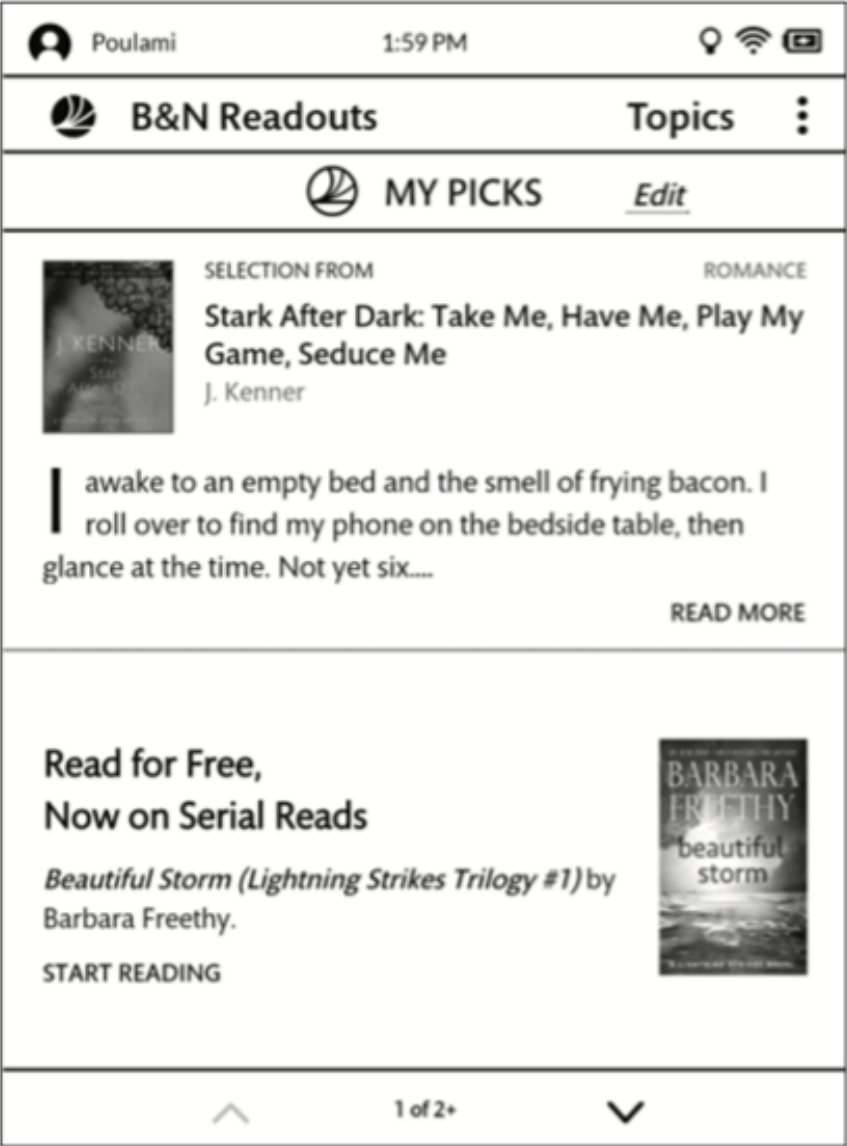 Poulami 1:59 PM
B&N Readouts Topics
MY PICKS Edit
SELECTION FROM ROMANCE
Stark After Dark: Take Me, Have Me, Play My
Game, Seduce Me
J. Kenner
J. KENNER
Stark
I awake to an empty bed and the smell of frying bacon. I
roll over to find my phone on the bedside table, then
glance at the time. Not yet six....
READ MORE
Read for Free,
Now on Serial Reads
Beautiful Storm (Lightning Strikes Trilogy #1) by
Barbara Freethy.
START READING
BARBARA
FREETHY
beautiful
storm
1 of 2+